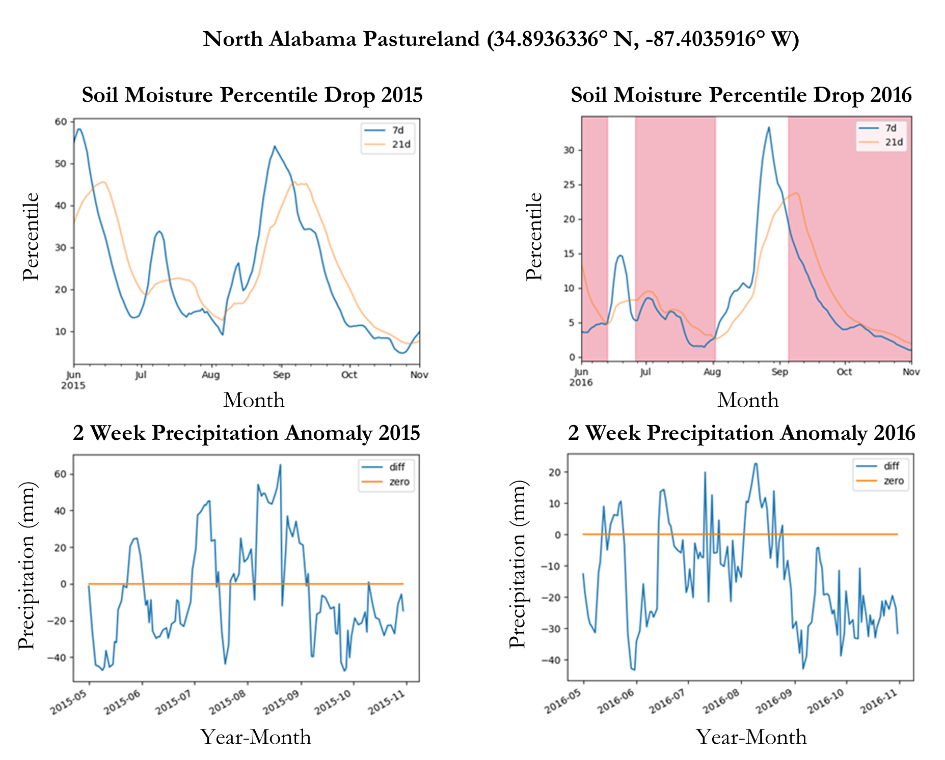 North Alabama Pastureland (34.8936336° N, -87.4035916° W)
Soil Moisture Percentile Drop 2015
Percentile
60
50
40
30
20
10
7d
21d
Jun
2015
Jul
Aug
Sep
Oct
Nov
Month
Soil Moisture Percentile Drop 2016
Percentile
30
25
20
15
10
5
0
7d
21d
Jun
2016
Jul
Aug
Sep
Oct
Nov
Month
2 Week Precipitation Anomaly 2015
Precipitation (mm)
60
40
20
0
−20
−40
diff
zero
2015-05
2015-06
2015-07
2015-08
2015-09
2015-10
2015-11
Year-Month
2 Week Precipitation Anomaly 2016
Precipitation (mm)
20
10
0
−10
−20
−30
−40
diff
zero
2016-05
2016-06
2016-07
2016-08
2016-09
2016-10
2016-11
Year-Month